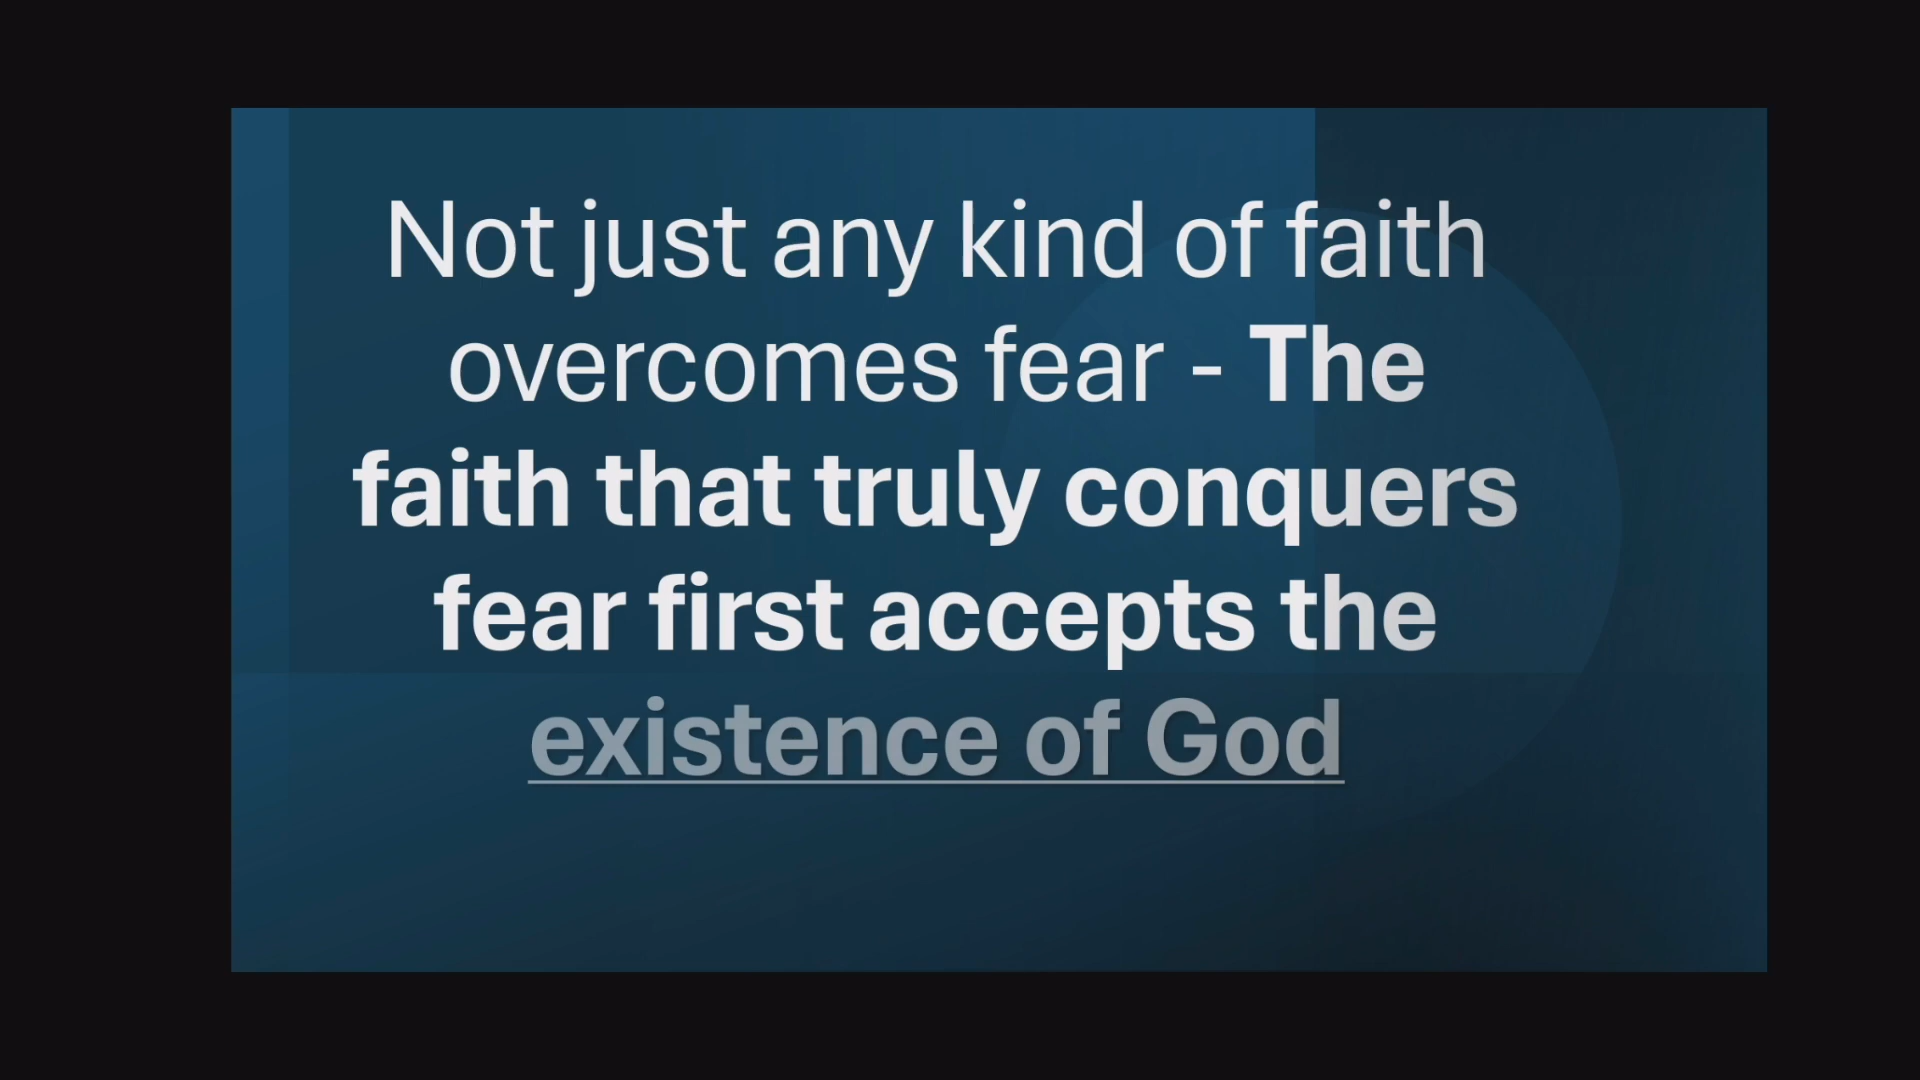 Not just any kind of faith
overcomes fear - The
faith that truly conquers
fear first accepts the
existence of God